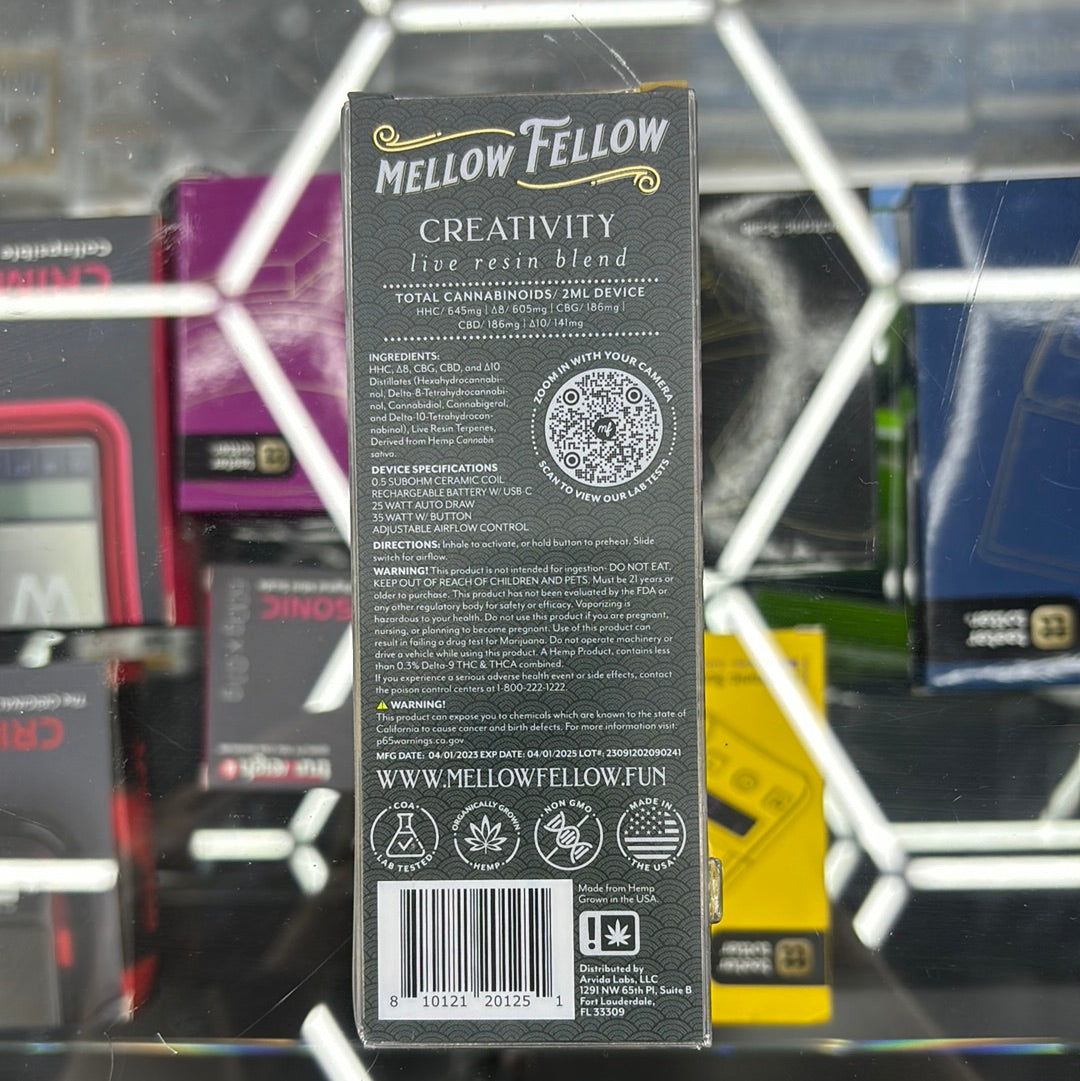 MELLOW FELLOW
CREATIVITY
live resin blend
TOTAL CANNABINOIDS/ 2ML DEVICE
HHC/ 645mg | Δ8/ 605mg | CBG/ 186mg |
CBD/ 186mg | Δ10/ 141mg
INGREDIENTS:
HHC, Δ8, CBG, CBD, and Δ10
Distillates (Hexahydrocannabi-
nol, Delta-8-Tetrahydrocannabi-
nol, Cannabidiol, Cannabigerol,
and Delta-10-Tetrahydrocan-
nabinol), Live Resin Terpenes,
Derived from Hemp Cannabis
sativa.
ZOOM IN WITH YOUR CAMERA
mf
SCAN TO VIEW OUR LAB TESTS
DEVICE SPECIFICATIONS
0.5 SUBOHM CERAMIC COIL
RECHARGEABLE BATTERY W/ USB-C
25 WATT AUTO DRAW
35 WATT W/ BUTTON
ADJUSTABLE AIRFLOW CONTROL
DIRECTIONS: Inhale to activate, or hold button to preheat. Slide
switch for airflow.
WARNING! This product is not intended for ingestion- DO NOT EAT.
KEEP OUT OF REACH OF CHILDREN AND PETS. Must be 21 years or
older to purchase. This product has not been evaluated by the FDA or
any other regulatory body for safety or efficacy. Vaporizing is
hazardous to your health. Do not use this product if you are pregnant,
nursing, or planning to become pregnant. Use of this product can
result in failing a drug test for Marijuana. Do not operate machinery or
drive a vehicle while using this product. A Hemp Product, contains less
than 0.3% Delta-9 THC & THCA combined.
If you experience a serious adverse health event or side effects, contact
the poison control centers at 1-800-222-1222
WARNING!
This product can expose you to chemicals which are known to the state of
California to cause cancer and birth defects. For more information visit:
p65warnings.ca.gov
MFG DATE: 04/01/2023 EXP DATE: 04/01/2025 LOT#: 23091202090241
WWW.MELLOWFELLOW.FUN
COA LAB TESTED
ORGANICALLY GROWN HEMP
NON GMO
MADE IN THE USA
8 10121 20125 1
Made from Hemp
Grown in the USA.
!
Distributed by
Arvida Labs, LLC
1291 NW 65th Pl, Suite B
Fort Lauderdale,
FL 33309
Collapsible